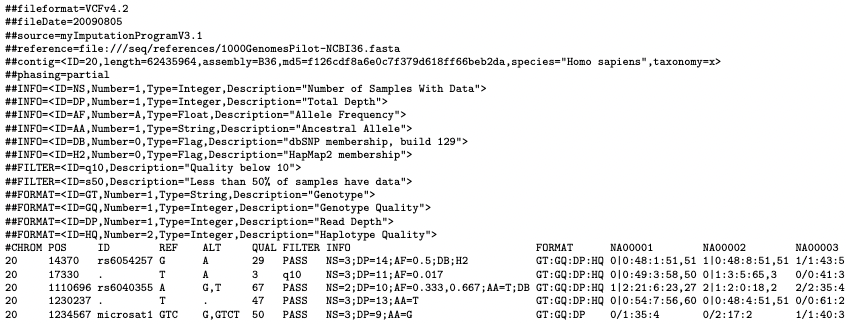 ##fileformat=VCFv4.2
##fileDate=20090805
##source=myImputationProgramV3.1
##reference=file:///seq/references/1000GenomesPilot-NCBI36.fasta
##contig=<ID=20,length=62435964,assembly=B36,md5=f126cdf8a6e0c7f379d618ff66beb2da,species="Homo sapiens",taxonomy=x>
##phasing=partial
##INFO=<ID=NS,Number=1,Type=Integer,Description="Number of Samples With Data">
##INFO=<ID=DP,Number=1,Type=Integer,Description="Total Depth">
##INFO=<ID=AF,Number=A,Type=Float,Description="Allele Frequency">
##INFO=<ID=AA,Number=1,Type=String,Description="Ancestral Allele">
##INFO=<ID=DB,Number=0,Type=Flag,Description="dbSNP membership, build 129">
##INFO=<ID=H2,Number=0,Type=Flag,Description="HapMap2 membership">
##FILTER=<ID=q10,Description="Quality below 10">
##FILTER=<ID=s50,Description="Less than 50% of samples have data">
##FORMAT=<ID=GT,Number=1,Type=String,Description="Genotype">
##FORMAT=<ID=GQ,Number=1,Type=Integer,Description="Genotype Quality">
##FORMAT=<ID=DP,Number=1,Type=Integer,Description="Read Depth">
##FORMAT=<ID=HQ,Number=2,Type=Integer,Description="Haplotype Quality">
#CHROM POS ID REF ALT QUAL FILTER INFO FORMAT NA00001 NA00002 NA00003
20 14370 rs6054257 G A 29 PASS NS=3;DP=14;AF=0.5;DB;H2 GT:GQ:DP:HQ 0|0:48:1:51,51 1|0:48:8:51,51 1/1:43:5
20 17330 . T A 3 q10 NS=3;DP=11;AF=0.017 GT:GQ:DP:HQ 0|0:49:3:58,50 0|1:3:5:65,3 0/0:41:3
20 1110696 rs6040355 A G,T 67 PASS NS=2;DP=10;AF=0.333,0.667;AA=T;DB GT:GQ:DP:HQ 1|2:21:6:23,27 2|1:2:0:18,2 2/2:35:4
20 1230237 . T . 47 PASS NS=3;DP=13;AA=T GT:GQ:DP:HQ 0|0:54:7:56,60 0|0:48:4:51,51 0/0:61:2
20 1234567 microsat1 GTC G,GTCT 50 PASS NS=3;DP=9;AA=G GT:GQ:DP 0/1:35:4 0/2:17:2 1/1:40:3